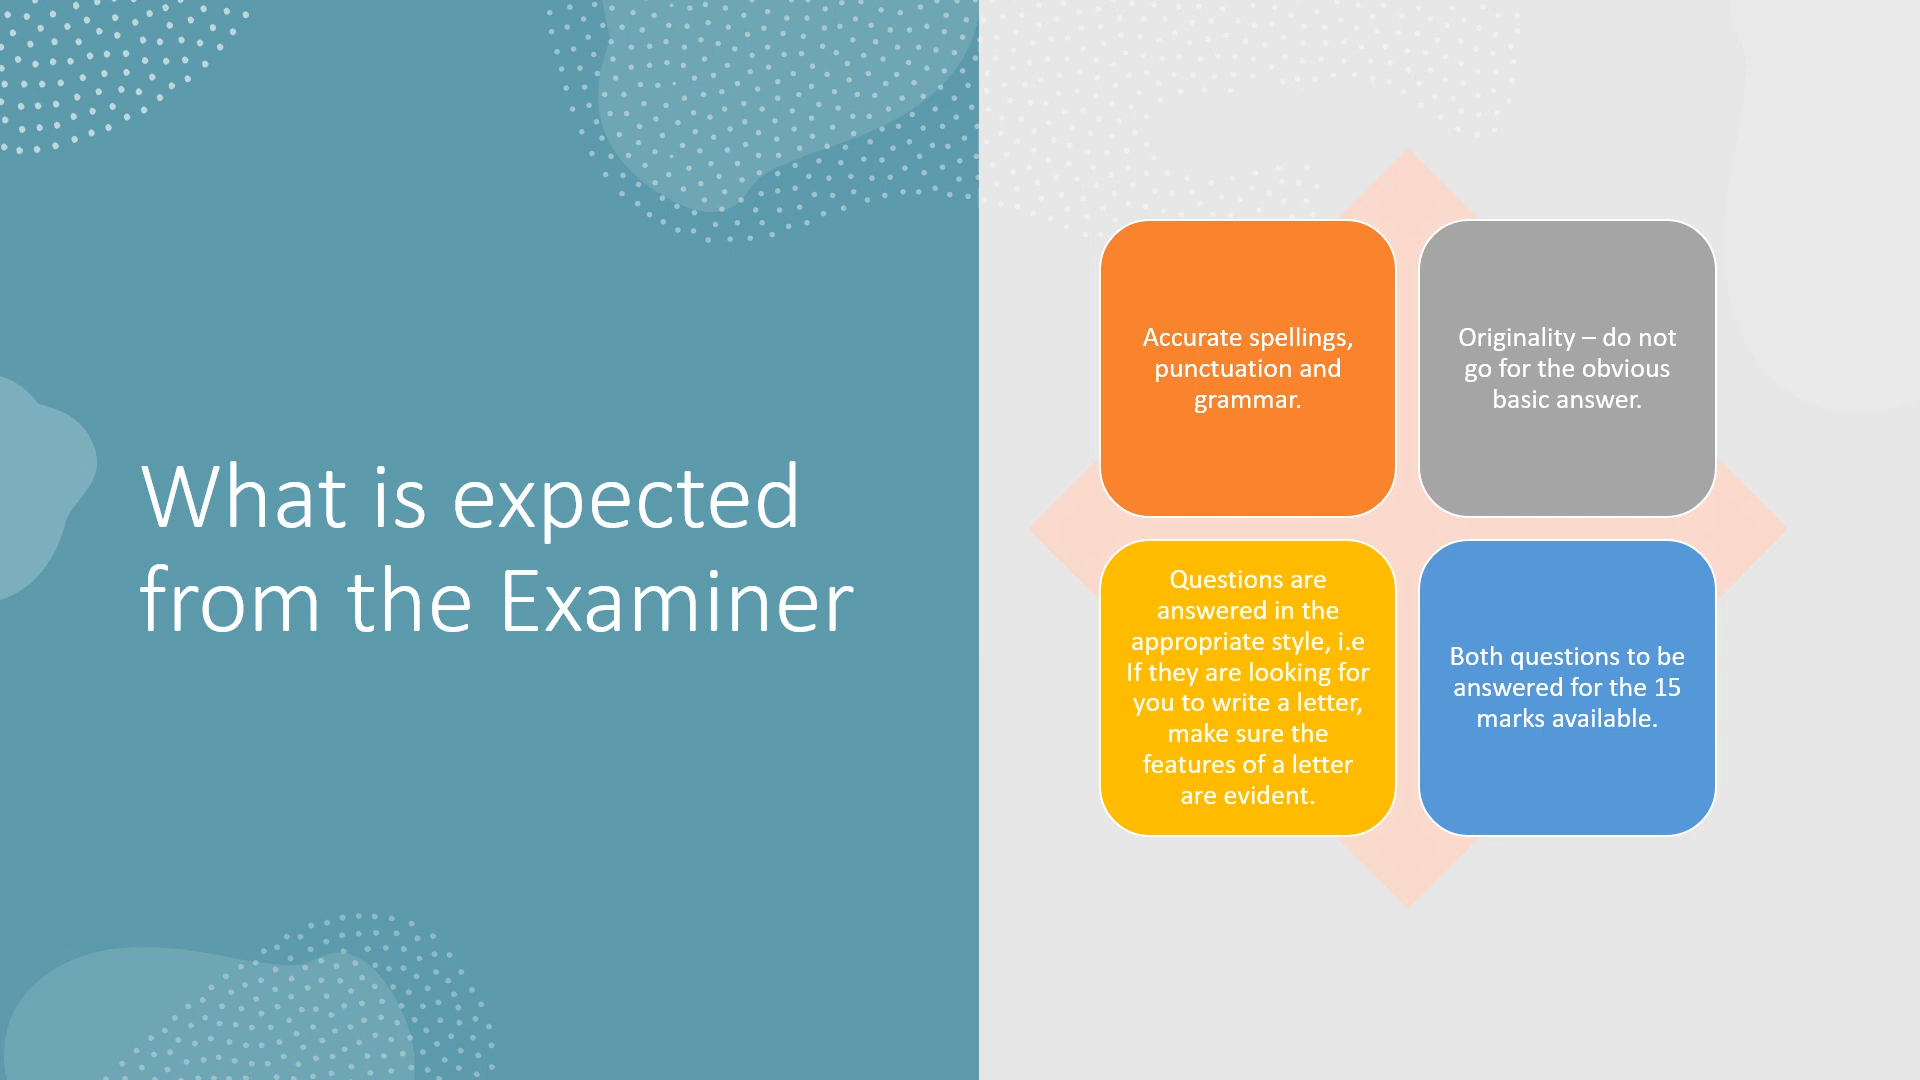 What is expected
from the Examiner
Accurate spellings,
punctuation and
grammar.
Originality – do not
go for the obvious
basic answer.
Questions are
answered in the
appropriate style, i.e
If they are looking for
you to write a letter,
make sure the
features of a letter
are evident.
Both questions to be
answered for the 15
marks available.